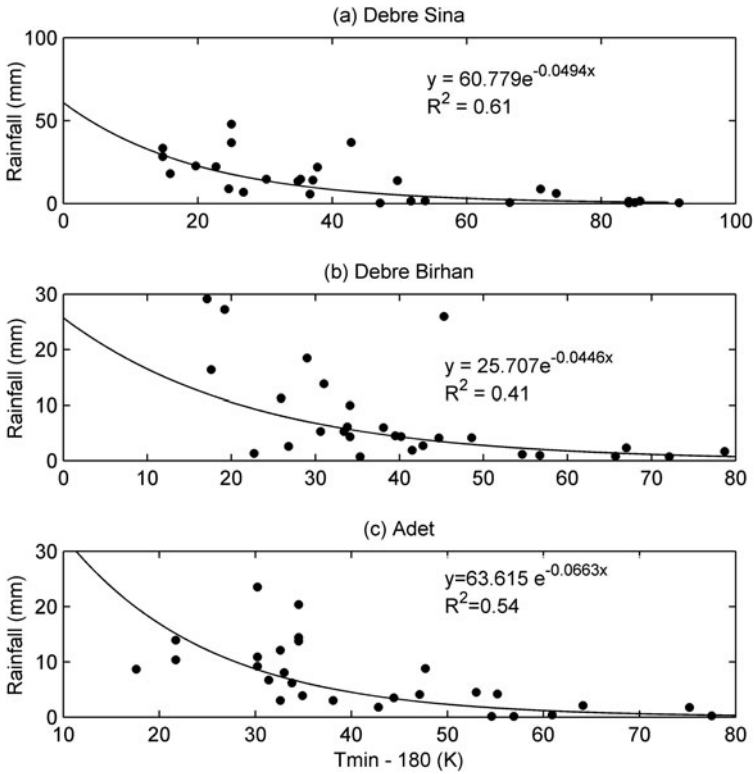 (a) Debre Sina
100
50
0
Rainfall (mm)
y = 60.779e^-0.0494x
R² = 0.61
0 20 40 60 80 100
(b) Debre Birhan
30
20
10
0
Rainfall (mm)
y = 25.707e^-0.0446x
R² = 0.41
0 10 20 30 40 50 60 70 80
(c) Adet
30
20
10
0
Rainfall (mm)
y=63.615 e^-0.0663x
R²=0.54
10 20 30 40 50 60 70 80
Tmin - 180 (K)